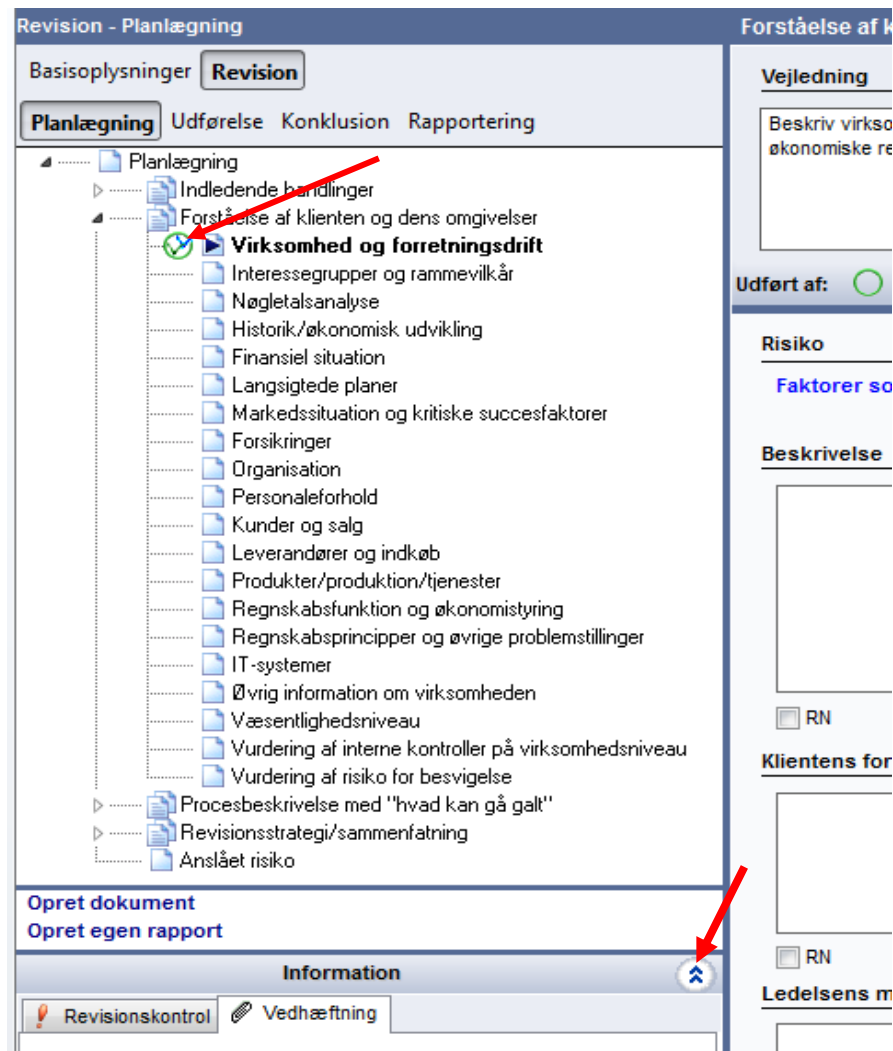 Revision - Planlægning
Basisoplysninger Revision
Planlægning Udførelse Konklusion Rapportering
Planlægning
Indledende handlinger
Forståelse af klienten og dens omgivelser
Virksomhed og forretningsdrift
Interessegrupper og rammevilkår
Nøgletalsanalyse
Historik/økonomisk udvikling
Finansiel situation
Langsigtede planer
Markedssituation og kritiske succesfaktorer
Forsikringer
Organisation
Personaleforhold
Kunder og salg
Leverandører og indkøb
Produkter/produktion/tjenester
Regnskabsfunktion og økonomistyring
Regnskabsprincipper og øvrige problemstillinger
IT-systemer
Øvrig information om virksomheden
Væsentlighedsniveau
Vurdering af interne kontroller på virksomhedsniveau
Vurdering af risiko for besvigelse
Procesbeskrivelse med "hvad kan gå galt"
Revisionsstrategi/sammenfatning
Anslået risiko
Opret dokument
Opret egen rapport
Information
Revisionskontrol Vedhæftning
Forståelse af k
Vejledning
Beskriv virkso
økonomiske re
Udført af:
Risiko
Faktorer so
Beskrivelse
RN
Klientens for
RN
Ledelsens m